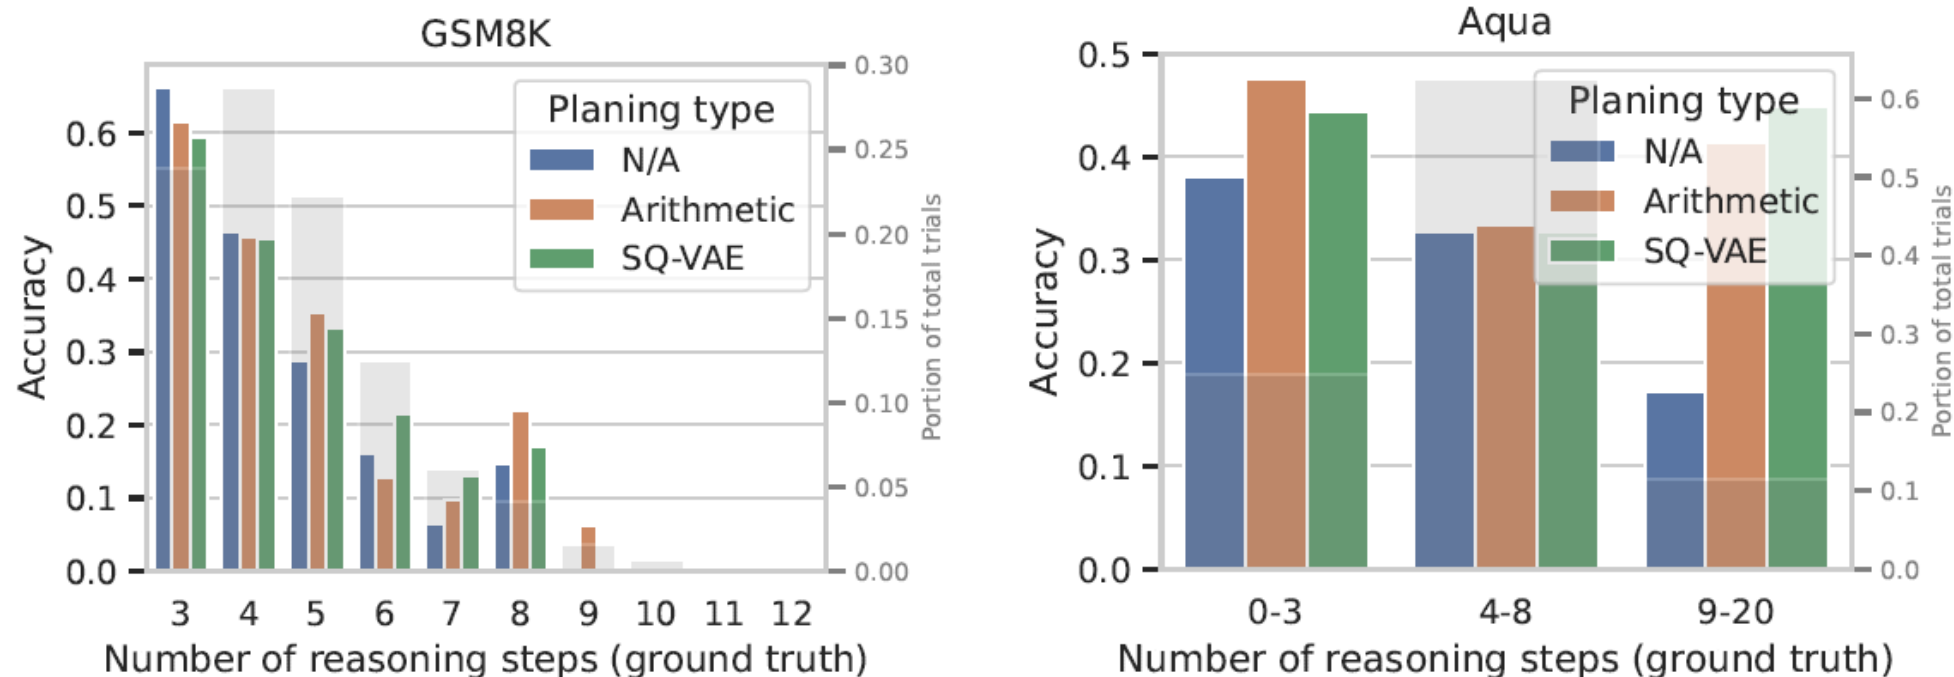 GSM8K
0.6
0.5
0.4
0.3
0.2
0.1
0.0
Accuracy
0.30
0.25
0.20
0.15
0.10
0.05
0.00
Portion of total trials
Planing type
N/A
Arithmetic
SQ-VAE
3 4 5 6 7 8 9 10 11 12
Number of reasoning steps (ground truth)
Aqua
0.5
0.4
0.3
0.2
0.1
0.0
Accuracy
0.6
0.5
0.4
0.3
0.2
0.1
0.0
Portion of total trials
Planing type
N/A
Arithmetic
SQ-VAE
0-3 4-8 9-20
Number of reasoning steps (ground truth)